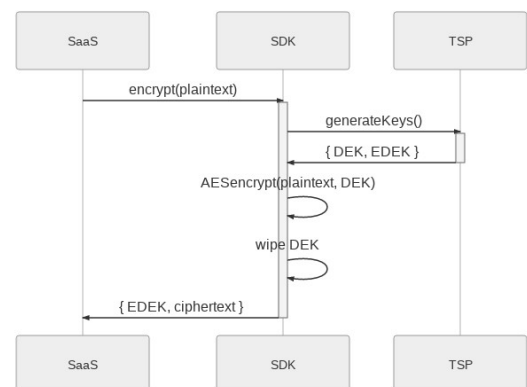 SaaS SDK TSP
encrypt(plaintext)
generateKeys()
{ DEK, EDEK }
AESencrypt(plaintext, DEK)
wipe DEK
{ EDEK, ciphertext }
SaaS SDK TSP